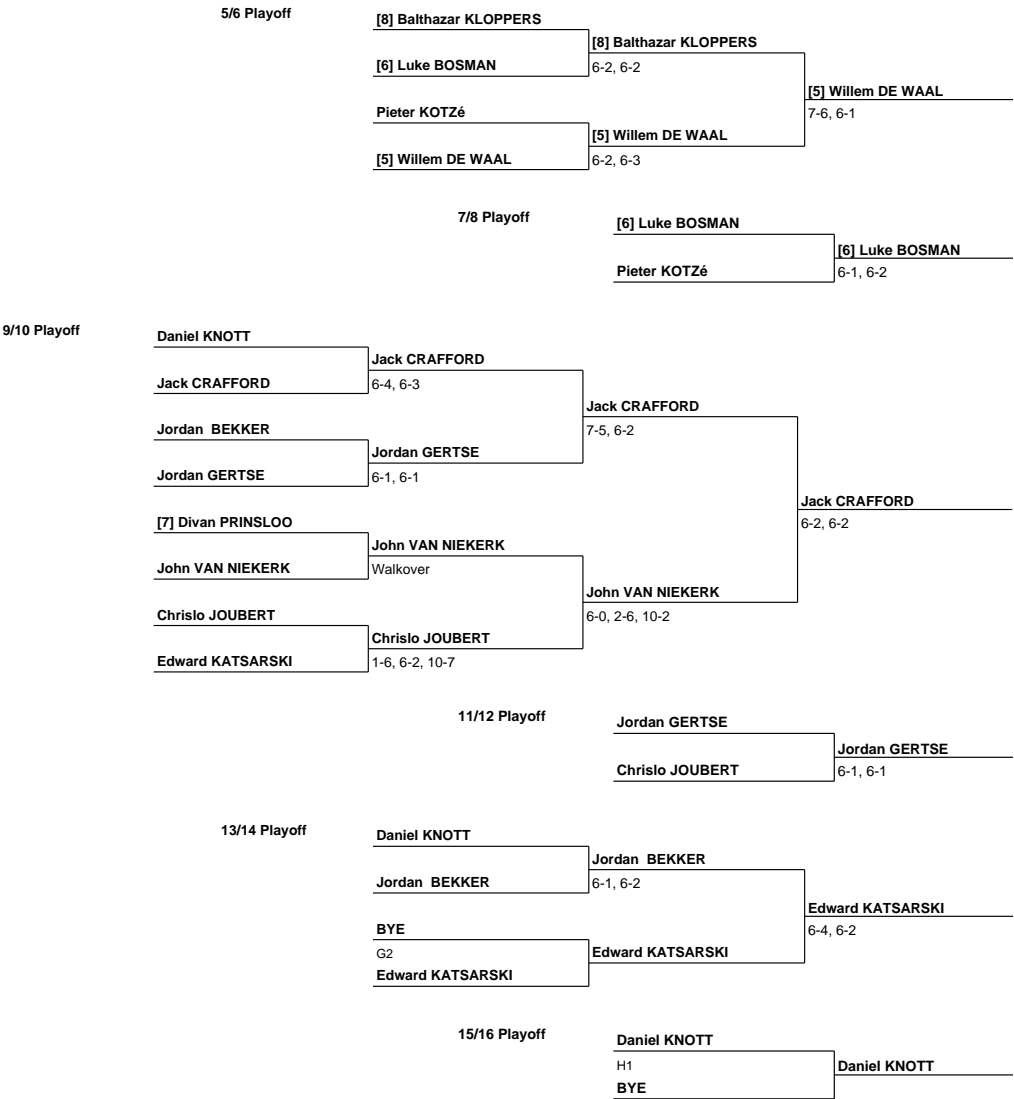 5/6 Playoff
[8] Balthazar KLOPPERS
[8] Balthazar KLOPPERS
[6] Luke BOSMAN
6-2, 6-2
[5] Willem DE WAAL
Pieter KOTZé
7-6, 6-1
[5] Willem DE WAAL
[5] Willem DE WAAL
6-2, 6-3
7/8 Playoff
[6] Luke BOSMAN
[6] Luke BOSMAN
Pieter KOTZé
6-1, 6-2
9/10 Playoff
Daniel KNOTT
Jack CRAFFORD
Jack CRAFFORD
6-4, 6-3
Jack CRAFFORD
Jordan BEKKER
7-5, 6-2
Jordan GERTSE
Jordan GERTSE
6-1, 6-1
Jack CRAFFORD
[7] Divan PRINSLOO
6-2, 6-2
John VAN NIEKERK
John VAN NIEKERK
Walkover
John VAN NIEKERK
Chrislo JOUBERT
6-0, 2-6, 10-2
Chrislo JOUBERT
Edward KATSARSKI
1-6, 6-2, 10-7
11/12 Playoff
Jordan GERTSE
Jordan GERTSE
Chrislo JOUBERT
6-1, 6-1
13/14 Playoff
Daniel KNOTT
Jordan BEKKER
Jordan BEKKER
6-1, 6-2
Edward KATSARSKI
BYE
6-4, 6-2
G2
Edward KATSARSKI
Edward KATSARSKI
15/16 Playoff
Daniel KNOTT
H1
Daniel KNOTT
BYE